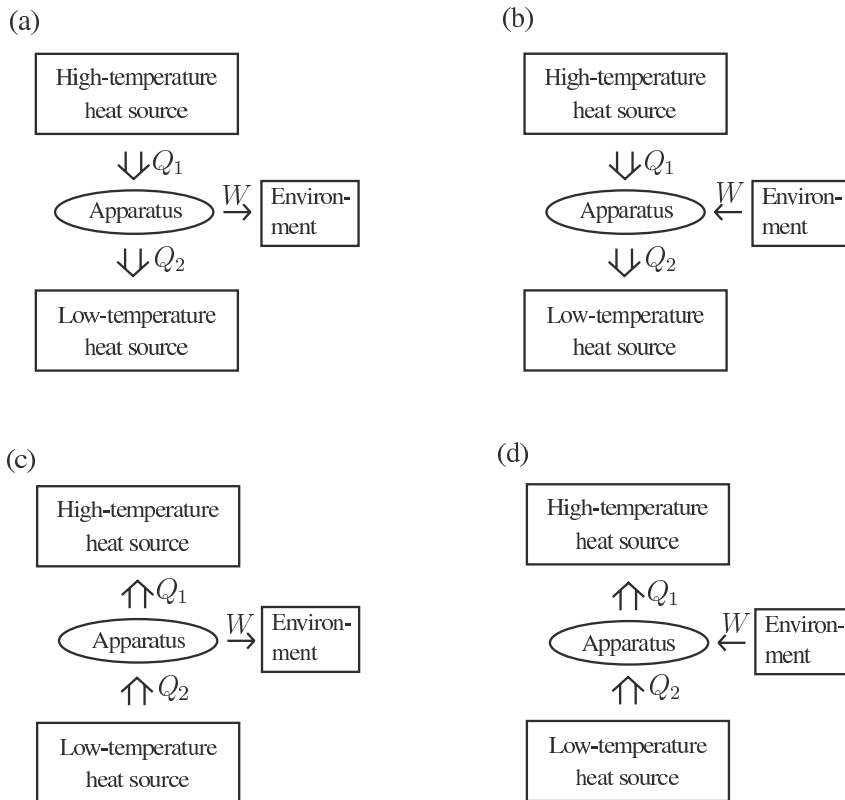 (a)
High-temperature
heat source
Q1
Apparatus
W
Environ-
ment
Q2
Low-temperature
heat source
(b)
High-temperature
heat source
Q1
Apparatus
W
Environ-
ment
Q2
Low-temperature
heat source
(c)
High-temperature
heat source
Q1
Apparatus
W
Environ-
ment
Q2
Low-temperature
heat source
(d)
High-temperature
heat source
Q1
Apparatus
W
Environ-
ment
Q2
Low-temperature
heat source